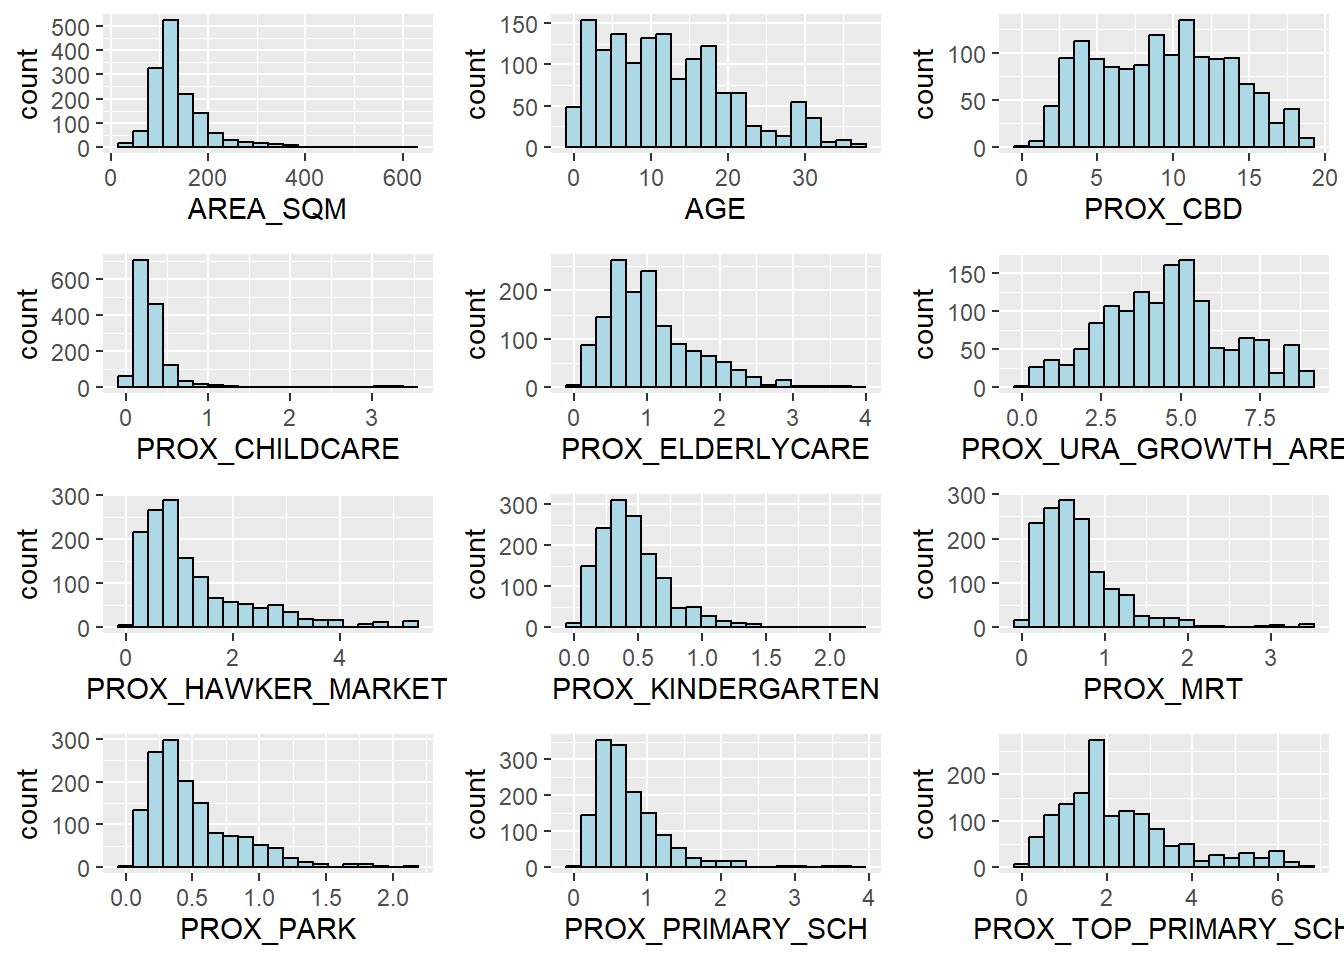 count
500
400
300
200
100
0
0 200 400 600
AREA_SQM
count
150
100
50
0
0 10 20 30
AGE
count
100
50
0
0 5 10 15 20
PROX_CBD
count
600
400
200
0
0 1 2 3
PROX_CHILDCARE
count
200
100
0
0 1 2 3 4
PROX_ELDERLYCARE
count
150
100
50
0
0.0 2.5 5.0 7.5
PROX_URA_GROWTH_ARE
count
300
200
100
0
0 2 4
PROX_HAWKER_MARKET
count
300
200
100
0
0.0 0.5 1.0 1.5 2.0
PROX_KINDERGARTEN
count
300
200
100
0
0 1 2 3
PROX_MRT
count
300
200
100
0
0.0 0.5 1.0 1.5 2.0
PROX_PARK
count
300
200
100
0
0 1 2 3 4
PROX_PRIMARY_SCH
count
200
100
0
0 2 4 6
PROX_TOP_PRIMARY_SCH